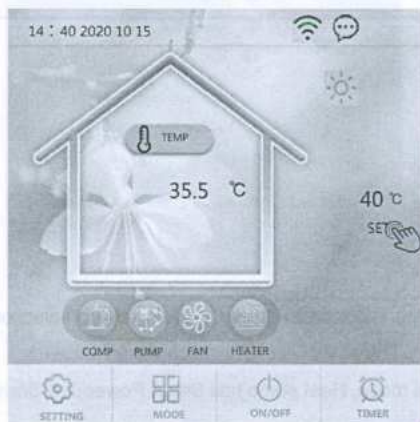 14 : 40 2020 10 15
TEMP
35.5 ℃
40 ℃
SET
COMP PUMP FAN HEATER
SETTING MODE ON/OFF TIMER